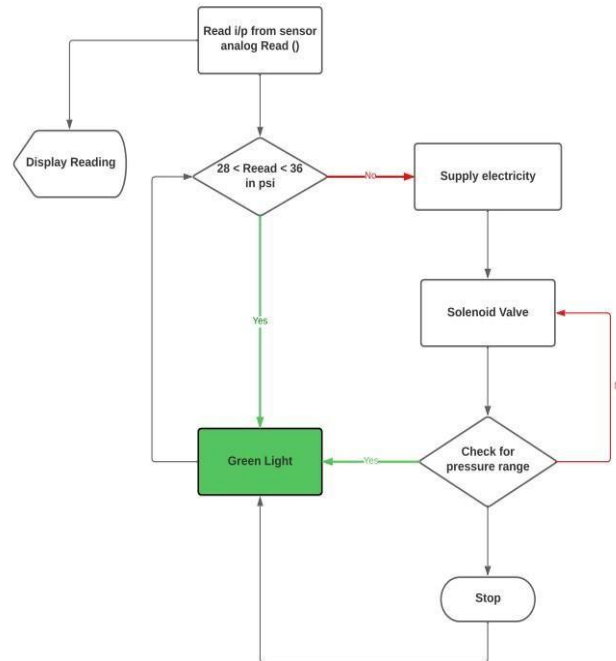 Read i/p from sensor
analog Read ()
Display Reading
28 < Reead < 36
in psi
No
Supply electricity
Solenoid Valve
Yes
Green Light
Yes
Check for
pressure range
Stop